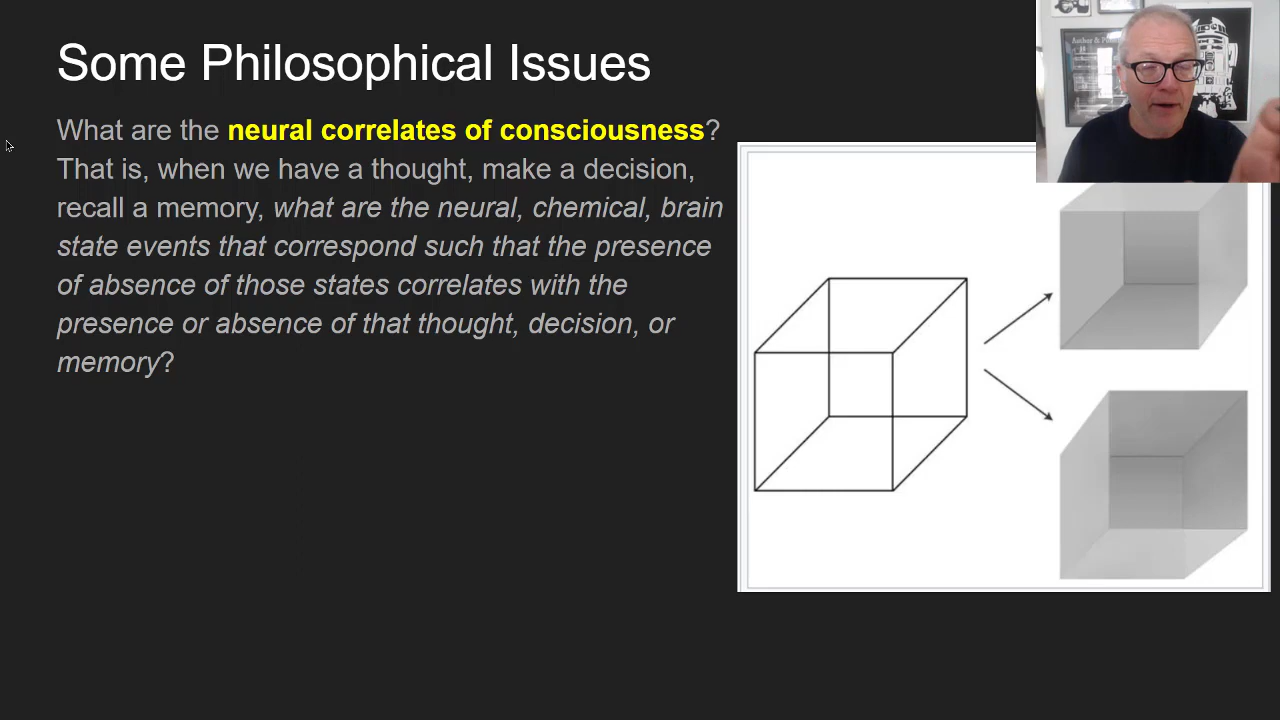 Some Philosophical Issues
What are the neural correlates of consciousness?
That is, when we have a thought, make a decision,
recall a memory, what are the neural, chemical, brain
state events that correspond such that the presence
of absence of those states correlates with the
presence or absence of that thought, decision, or
memory?